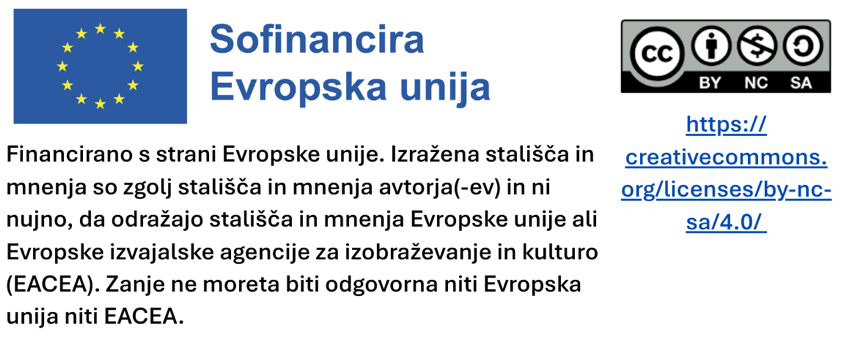 Sofinancira
Evropska unija
Financirano s strani Evropske unije. Izražena stališča in
mnenja so zgolj stališča in mnenja avtorja(-ev) in ni
nujno, da odražajo stališča in mnenja Evropske unije ali
Evropske izvajalske agencije za izobraževanje in kulturo
(EACEA). Zanje ne moreta biti odgovorna niti Evropska
unija niti EACEA.
cc
BY NC SA
https://
creativecommons.
org/licenses/by-nc-
sa/4.0/